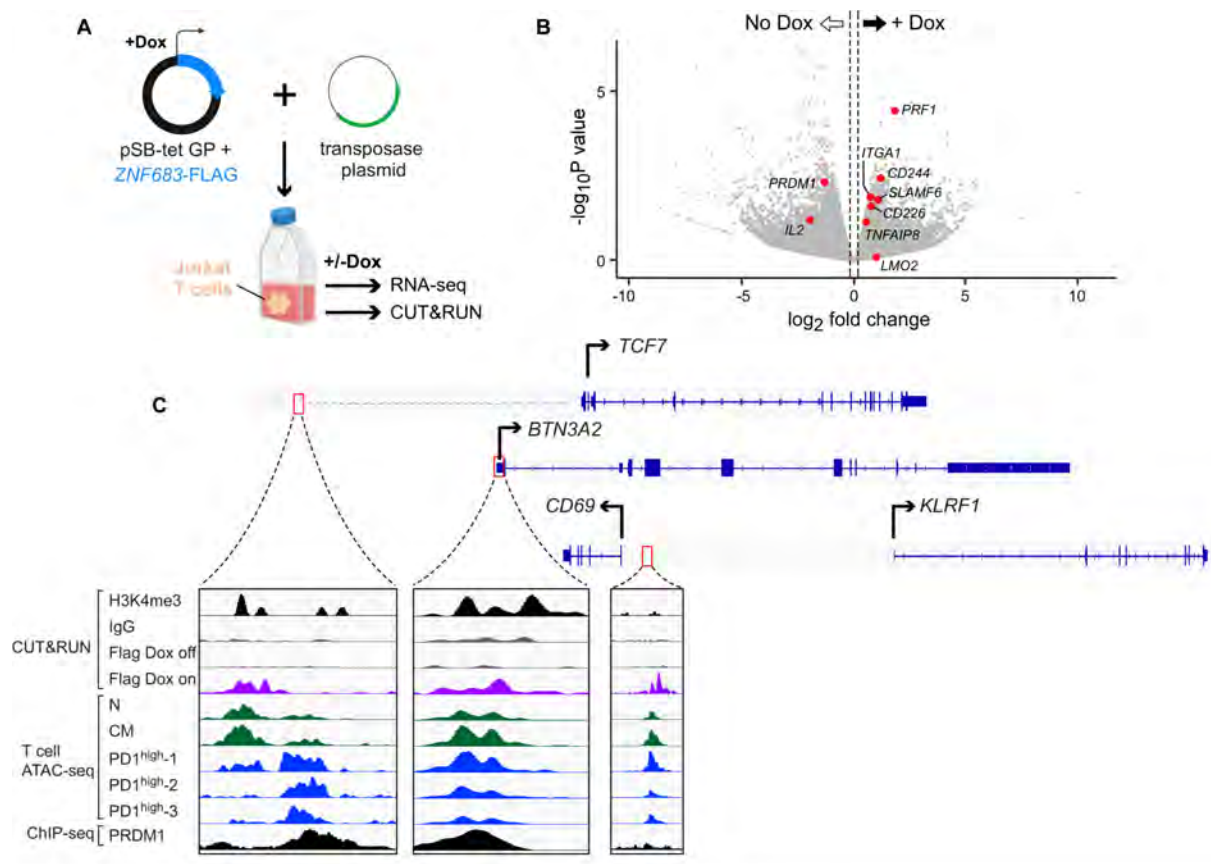 A
+Dox
+
pSB-tet GP +
ZNF683-FLAG
transposase
plasmid
Jurkat
T cells
+/-Dox
RNA-seq
CUT&RUN
B
No Dox
+ Dox
5
0
-log10P value
PRF1
ITGA1
CD244
SLAMF6
CD226
TNFAIP8
LMO2
PRDM1
IL2
-10
-5
0
5
10
log2 fold change
C
TCF7
BTN3A2
CD69
KLRF1
CUT&RUN
H3K4me3
IgG
Flag Dox off
Flag Dox on
T cell
ATAC-seq
N
CM
PD1high-1
PD1high-2
PD1high-3
ChIP-seq
PRDM1